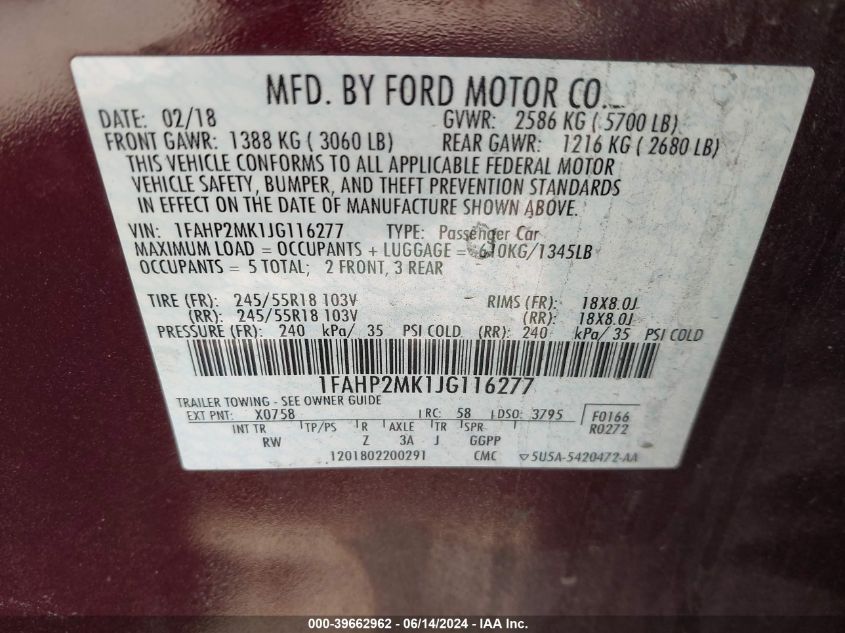 MFD. BY FORD MOTOR CO.
DATE: 02/18 GVWR: 2586 KG ( 5700 LB)
FRONT GAWR: 1388 KG ( 3060 LB) REAR GAWR: 1216 KG ( 2680 LB)
THIS VEHICLE CONFORMS TO ALL APPLICABLE FEDERAL MOTOR
VEHICLE SAFETY, BUMPER, AND THEFT PREVENTION STANDARDS
IN EFFECT ON THE DATE OF MANUFACTURE SHOWN ABOVE.
VIN: 1FAHP2MK1JG116277 TYPE: Passenger Car
MAXIMUM LOAD = OCCUPANTS + LUGGAGE = 610KG/1345LB
OCCUPANTS = 5 TOTAL; 2 FRONT, 3 REAR
TIRE (FR): 245/55R18 103V RIMS (FR): 18X8.0J
(RR): 245/55R18 103V (RR): 18X8.0J
PRESSURE (FR): 240 kPa/ 35 PSI COLD (RR): 240 kPa/ 35 PSI COLD
1FAHP2MK1JG116277
TRAILER TOWING - SEE OWNER GUIDE
EXT PNT: X0758 RC: 58 DSO: 3795 F0166
INT TR TP/PS R AXLE TR SPR R0272
RW Z 3A J GGPP
1201802200291 CMC ▽5U5A-5420472-AA
000-39662962 - 06/14/2024 - IAA Inc.